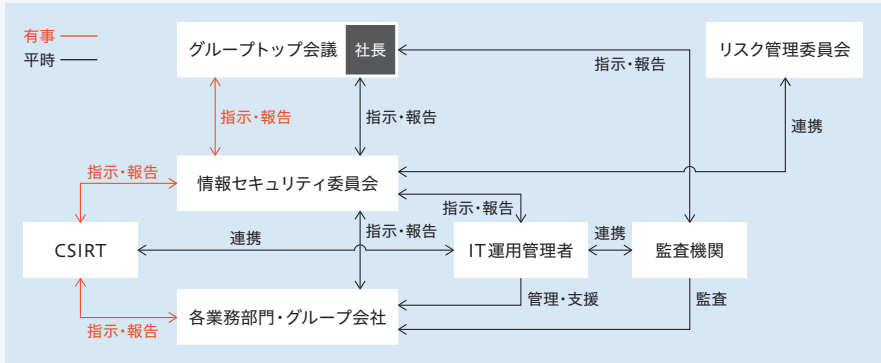 有事
平時
グループトップ会議
社長
リスク管理委員会
指示・報告
指示・報告
指示・報告
連携
指示・報告
情報セキュリティ委員会
指示・報告
指示・報告
連携
連携
CSIRT
IT運用管理者
監査機関
管理・支援
監査
各業務部門・グループ会社
指示・報告